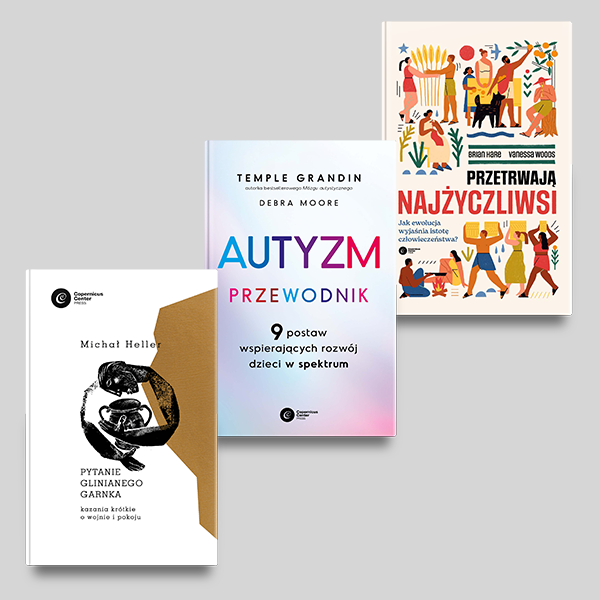 BRIAN HARE VANESSA WOODS
PRZETRWAJĄ
NAJŻYCZLIWSI
Jak ewolucja
wyjaśnia istotę
człowieczeństwa?
TEMPLE GRANDIN
autorka bestsellerowego Mózgu autystycznego
DEBRA MOORE
AUTYZM
PRZEWODNIK
9 postaw
wspierających rozwój
dzieci w spektrum
Copernicus
Center
PRESS
Copernicus
Center
PRESS
Michał Heller
PYTANIE
GLINIANEGO
GARNKA
kazania krótkie
o wojnie i pokoju